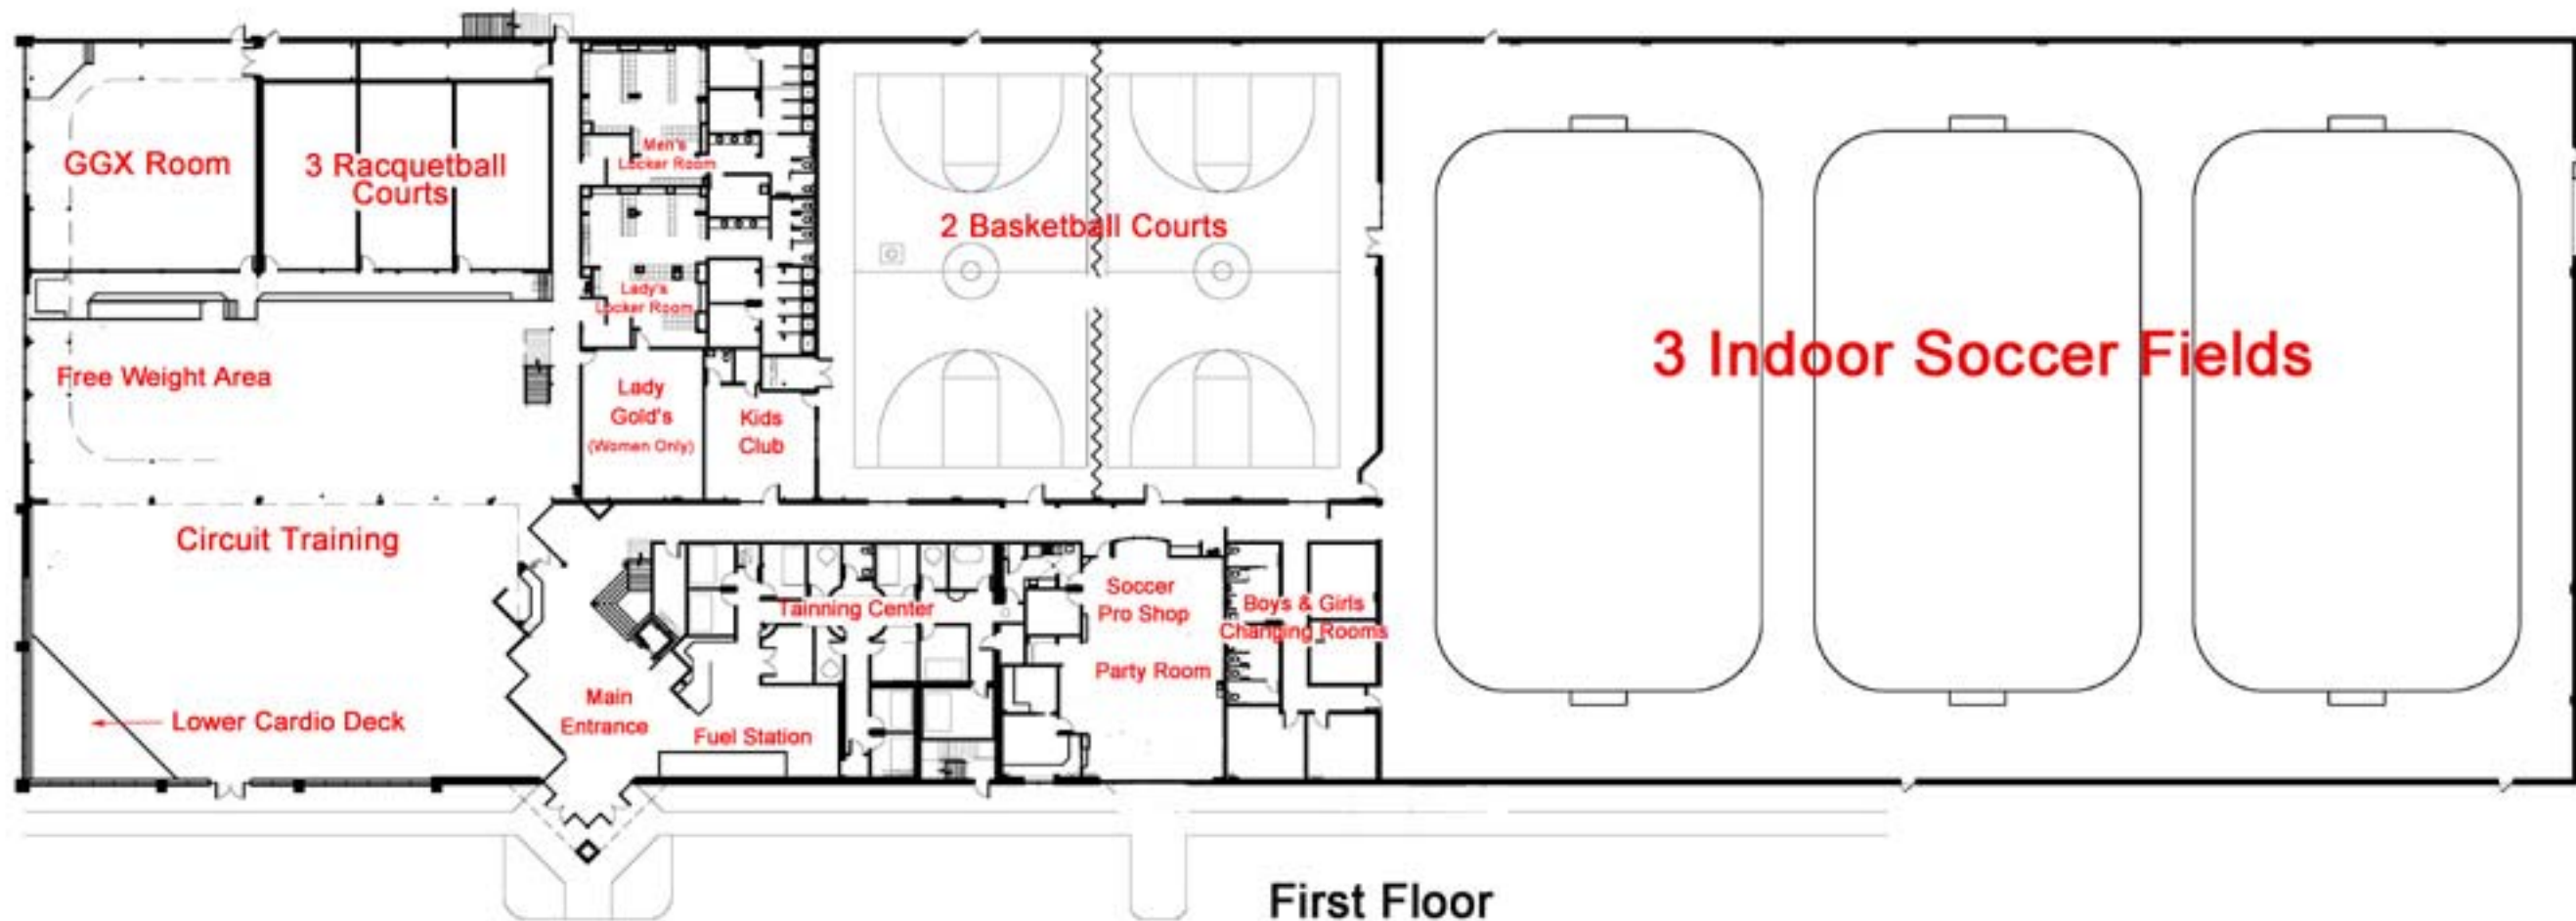 GGX Room
3 Racquetball
Courts
Men's
Locker Room
2 Basketball Courts
Lady's
Locker Room
3 Indoor Soccer Fields
Free Weight Area
Lady
Gold's
(Women Only)
Kids
Club
Circuit Training
Tainning Center
Soccer
Pro Shop
Boys & Girls
Changing Rooms
Party Room
Main
Entrance
Lower Cardio Deck
Fuel Station
First Floor